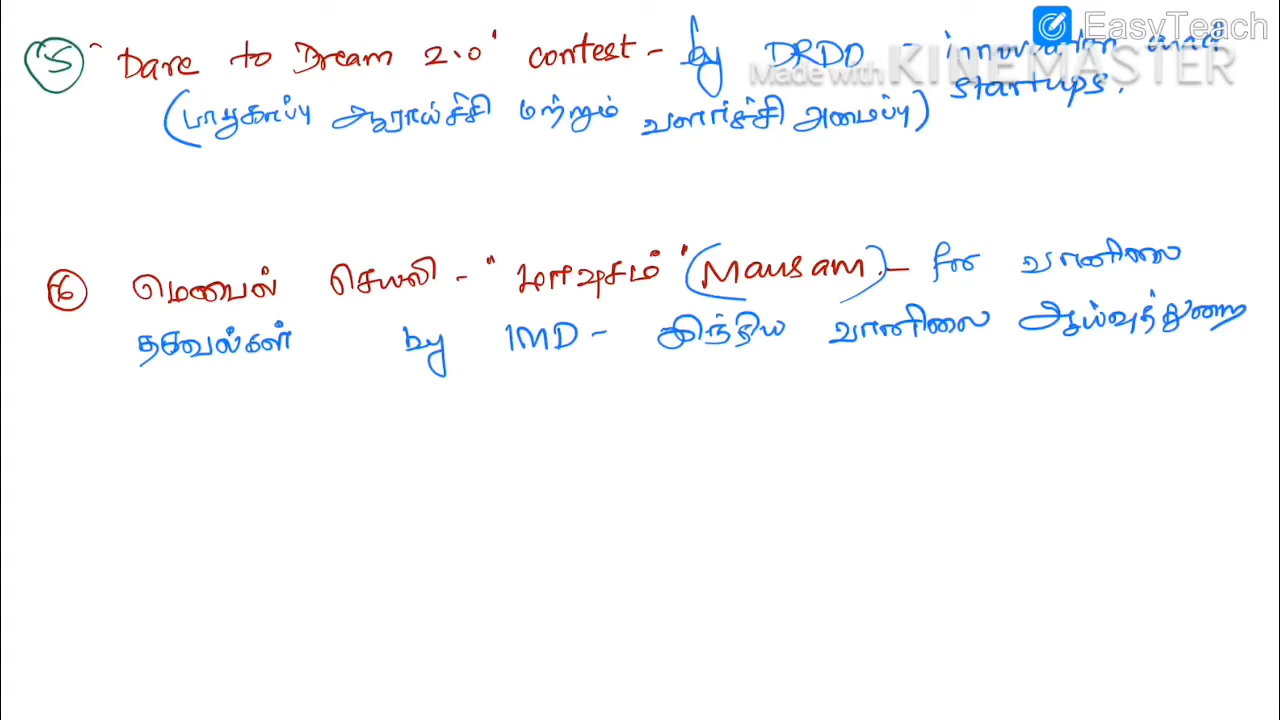 EasyTeach
Made with KINEMASTER
5 "Dare to Dream 2.0" contest - by DRDO - innovation and
startups.
(பாதுகாப்பு ஆராய்ச்சி மற்றும் வளர்ச்சி அமைப்பு)
6 மொபைல் செயலி - "மௌசம்" (Mausam) - for வானிலை
தகவல்கள் by IMD - இந்திய வானிலை ஆய்வுத்துறை